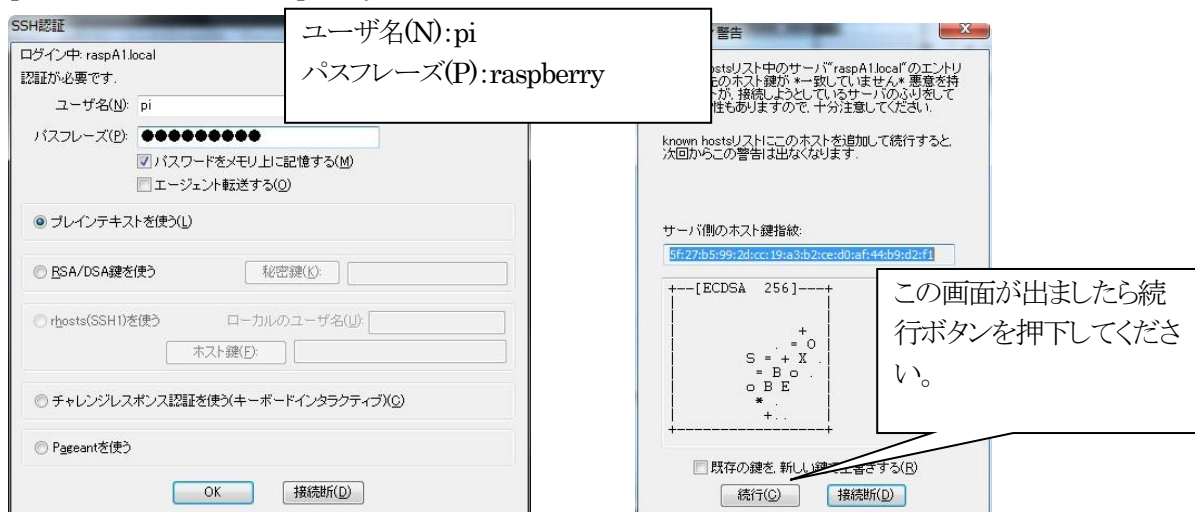 SSH認証
ログイン中: raspA1.local
認証が必要です.
ユーザ名(N): pi
パスフレーズ(P): ●●●●●●●●●
パスワードをメモリ上に記憶する(M)
エージェント転送する(O)
プレインテキストを使う(L)
RSA/DSA鍵を使う 秘密鍵(K):
rhosts(SSH1)を使う ローカルのユーザ名(U):
ホスト鍵(F):
チャレンジレスポンス認証を使う(キーボードインタラクティブ)(C)
Pageantを使う
OK 接続断(D)
ユーザ名(N):pi
パスフレーズ(P):raspberry
警告
ostsリスト中のサーバ"raspA1.local"のエントリ
のホスト鍵が *一致していません* 悪意を持
が, 接続しようとしているサーバのふりをして
性もありますので, 十分注意してください.
known hostsリストにこのホストを追加して続行すると,
次回からこの警告は出なくなります.
サーバ側のホスト鍵指紋:
5f:27:b5:99:2d:cc:19:a3:b2:ce:d0:af:44:b9:d2:f1
+--[ECDSA 256]---+
| |
| + |
| . = O |
| S = + X .|
| = B o . |
| o B E |
| * . |
| +. . |
+-----------------+
既存の鍵を, 新しい鍵で上書きする(R)
続行(C) 接続断(D)
この画面が出ましたら続
行ボタンを押下してくださ
い。